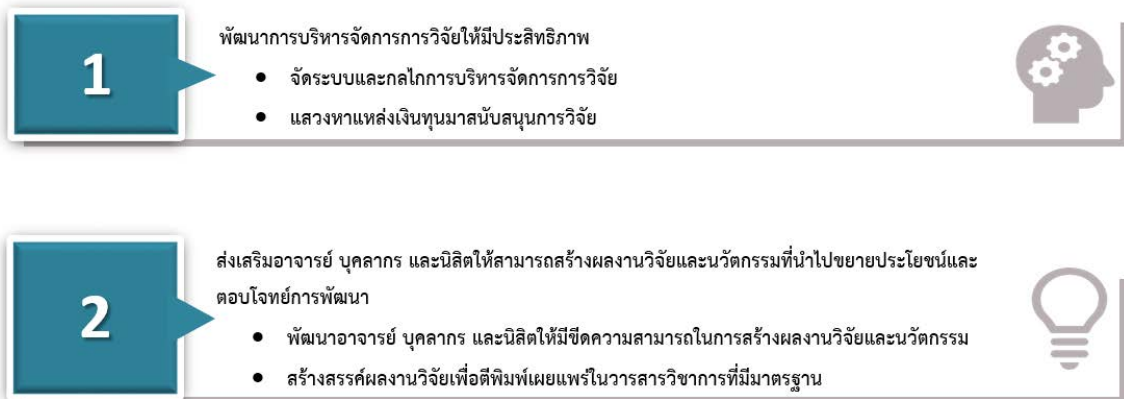 1
พัฒนาการบริหารจัดการการวิจัยให้มีประสิทธิภาพ
● จัดระบบและกลไกการบริหารจัดการการวิจัย
● แสวงหาแหล่งเงินทุนมาสนับสนุนการวิจัย
2
ส่งเสริมอาจารย์ บุคลากร และนิสิตให้สามารถสร้างผลงานวิจัยและนวัตกรรมที่นำไปขยายประโยชน์และ
ตอบโจทย์การพัฒนา
● พัฒนาอาจารย์ บุคลากร และนิสิตให้มีขีดความสามารถในการสร้างผลงานวิจัยและนวัตกรรม
● สร้างสรรค์ผลงานวิจัยเพื่อตีพิมพ์เผยแพร่ในวารสารวิชาการที่มีมาตรฐาน